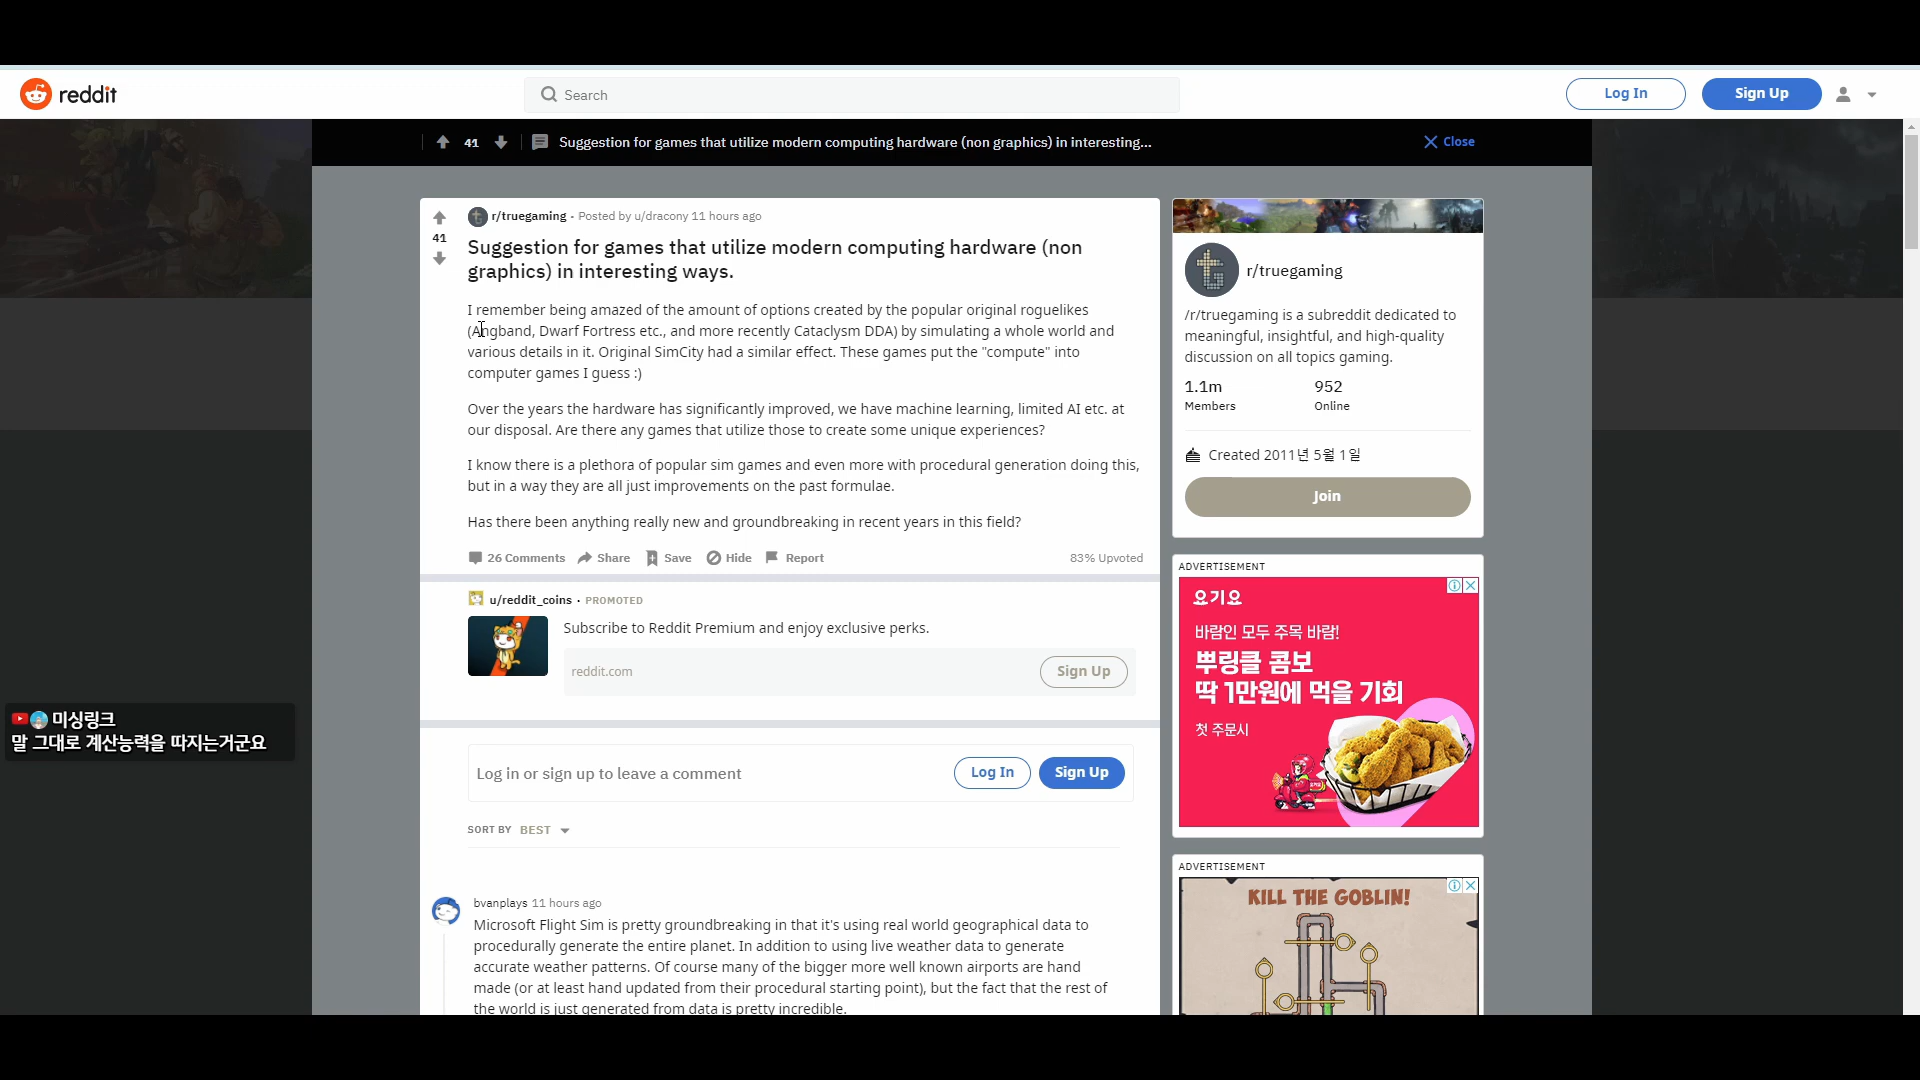 reddit
Search
Log In
Sign Up
41
Suggestion for games that utilize modern computing hardware (non graphics) in interesting...
Close
41
r/truegaming · Posted by u/dracony 11 hours ago
Suggestion for games that utilize modern computing hardware (non
graphics) in interesting ways.
I remember being amazed of the amount of options created by the popular original roguelikes
(Angband, Dwarf Fortress etc., and more recently Cataclysm DDA) by simulating a whole world and
various details in it. Original SimCity had a similar effect. These games put the "compute" into
computer games I guess :)
Over the years the hardware has significantly improved, we have machine learning, limited AI etc. at
our disposal. Are there any games that utilize those to create some unique experiences?
I know there is a plethora of popular sim games and even more with procedural generation doing this,
but in a way they are all just improvements on the past formulae.
Has there been anything really new and groundbreaking in recent years in this field?
26 Comments
Share
Save
Hide
Report
83% Upvoted
u/reddit_coins · PROMOTED
Subscribe to Reddit Premium and enjoy exclusive perks.
reddit.com
Sign Up
Log in or sign up to leave a comment
Log In
Sign Up
SORT BY BEST
bvanplays 11 hours ago
Microsoft Flight Sim is pretty groundbreaking in that it's using real world geographical data to
procedurally generate the entire planet. In addition to using live weather data to generate
accurate weather patterns. Of course many of the bigger more well known airports are hand
made (or at least hand updated from their procedural starting point), but the fact that the rest of
the world is just generated from data is pretty incredible.
r/truegaming
/r/truegaming is a subreddit dedicated to
meaningful, insightful, and high-quality
discussion on all topics gaming.
1.1m
952
Members
Online
Created 2011년 5월 1일
Join
ADVERTISEMENT
요기요
바람인 모두 주목 바람!
뿌링클 콤보
딱 1만원에 먹을 기회
첫 주문시
ADVERTISEMENT
KILL THE GOBLIN!
미싱링크
말 그대로 계산능력을 따지는거군요